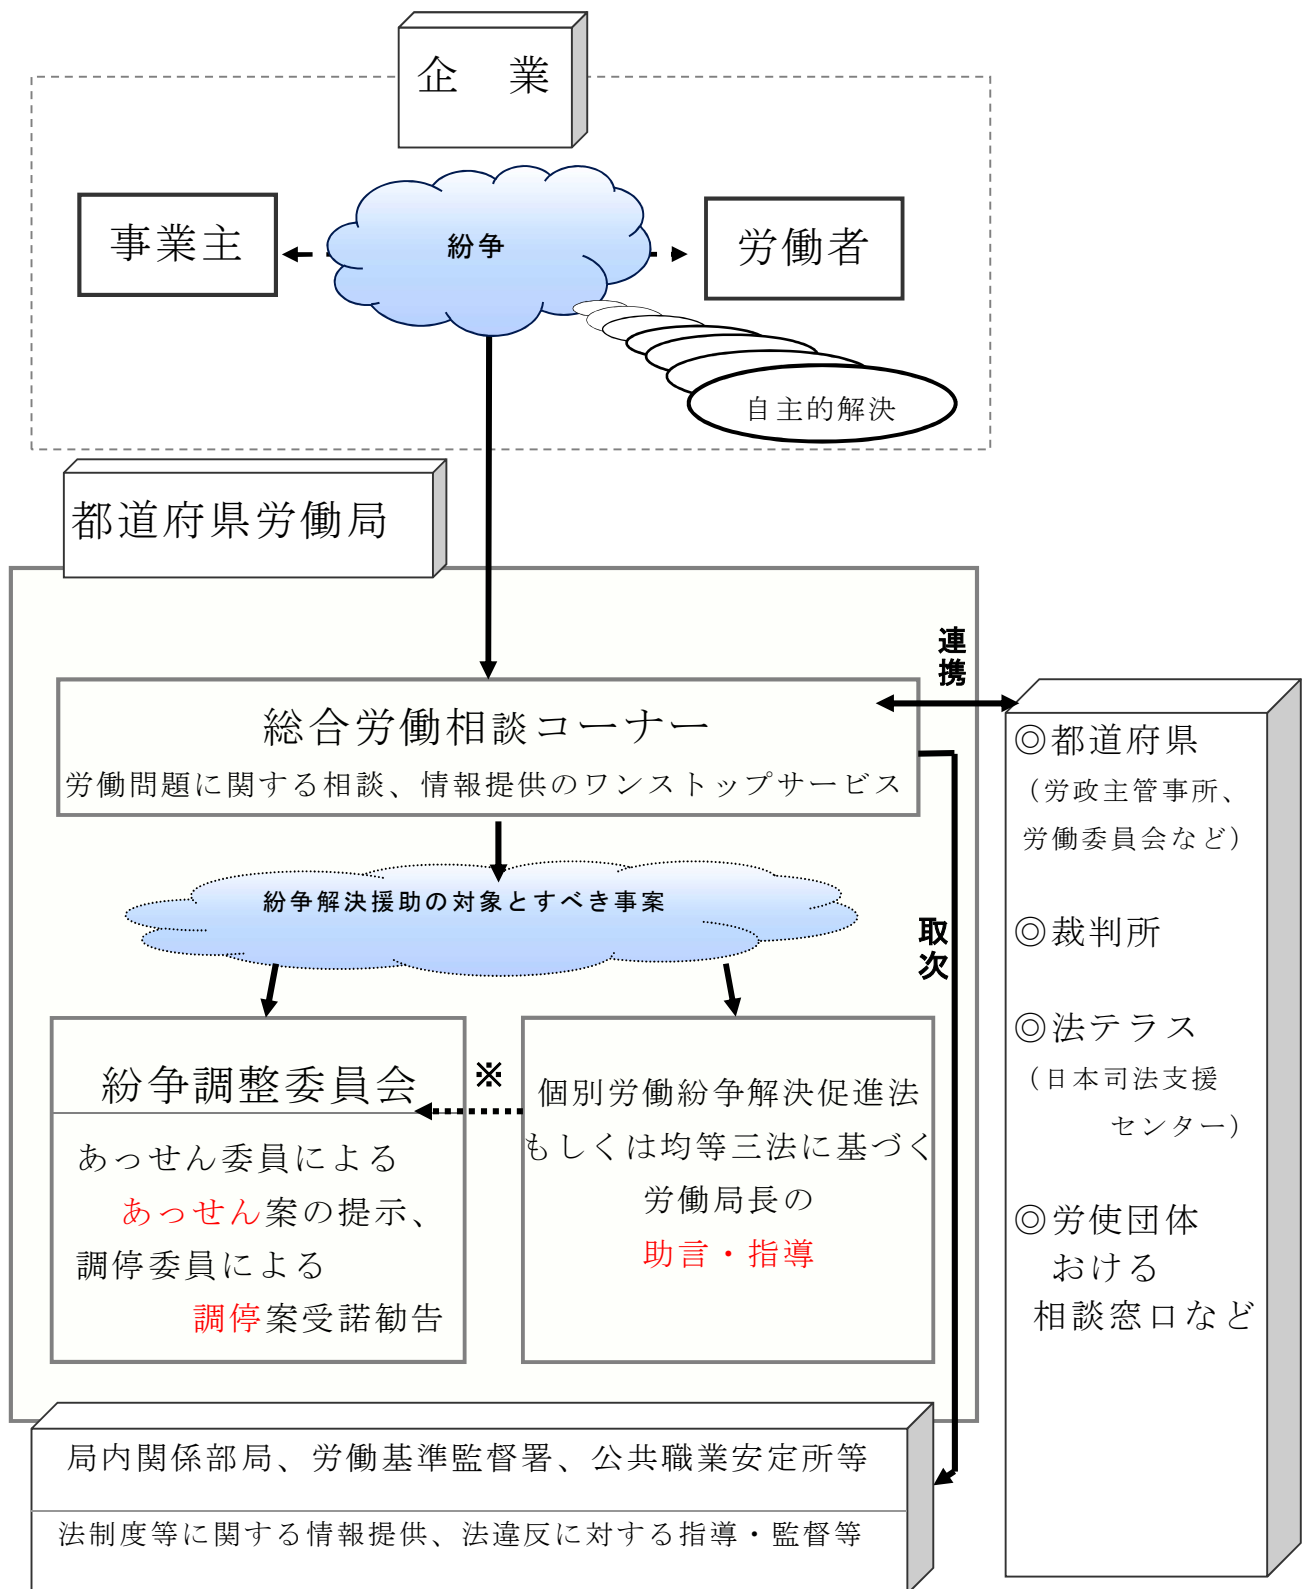 企　業
事業主
紛争
労働者
自主的解決
都道府県労働局
連携
総合労働相談コーナー
労働問題に関する相談、情報提供のワンストップサービス
紛争解決援助の対象とすべき事案
取次
紛争調整委員会
あっせん委員による
あっせん案の提示、
調停委員による
調停案受諾勧告
※
個別労働紛争解決促進法
もしくは均等三法に基づく
労働局長の
助言・指導
◎都道府県
（労政主管事所、
労働委員会など）
◎裁判所
◎法テラス
（日本司法支援
センター）
◎労使団体
おける
相談窓口など
局内関係部局、労働基準監督署、公共職業安定所等
法制度等に関する情報提供、法違反に対する指導・監督等